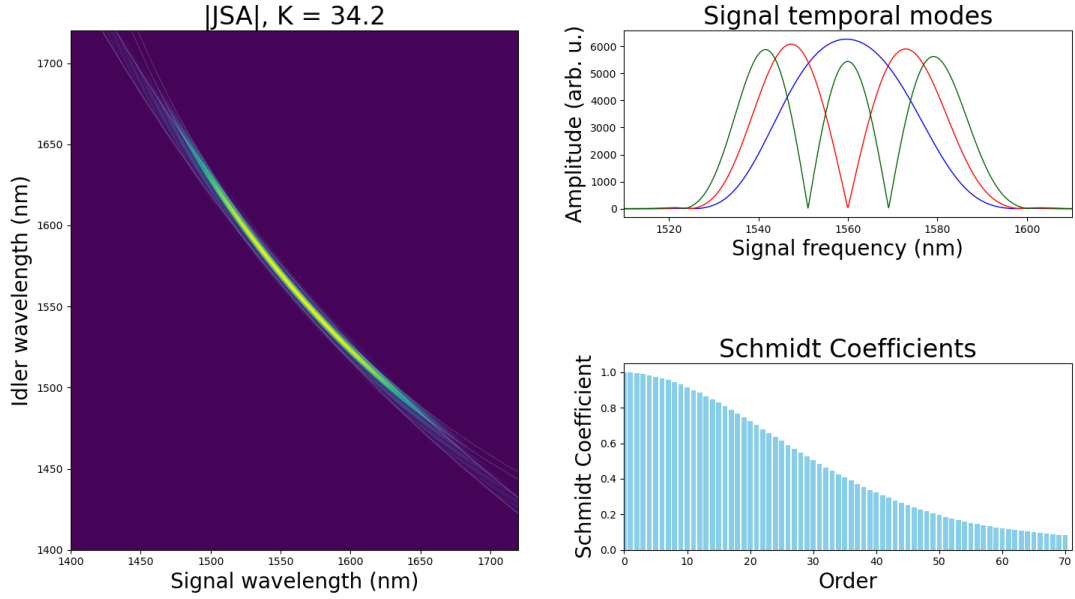 |JSA|, K = 34.2
1700
1650
1600
1550
1500
1450
1400
Idler wavelength (nm)
1400 1450 1500 1550 1600 1650 1700
Signal wavelength (nm)
Signal temporal modes
6000
5000
4000
3000
2000
1000
0
Amplitude (arb. u.)
1520 1540 1560 1580 1600
Signal frequency (nm)
Schmidt Coefficients
1.0
0.8
0.6
0.4
0.2
0.0
Schmidt Coefficient
0 10 20 30 40 50 60 70
Order